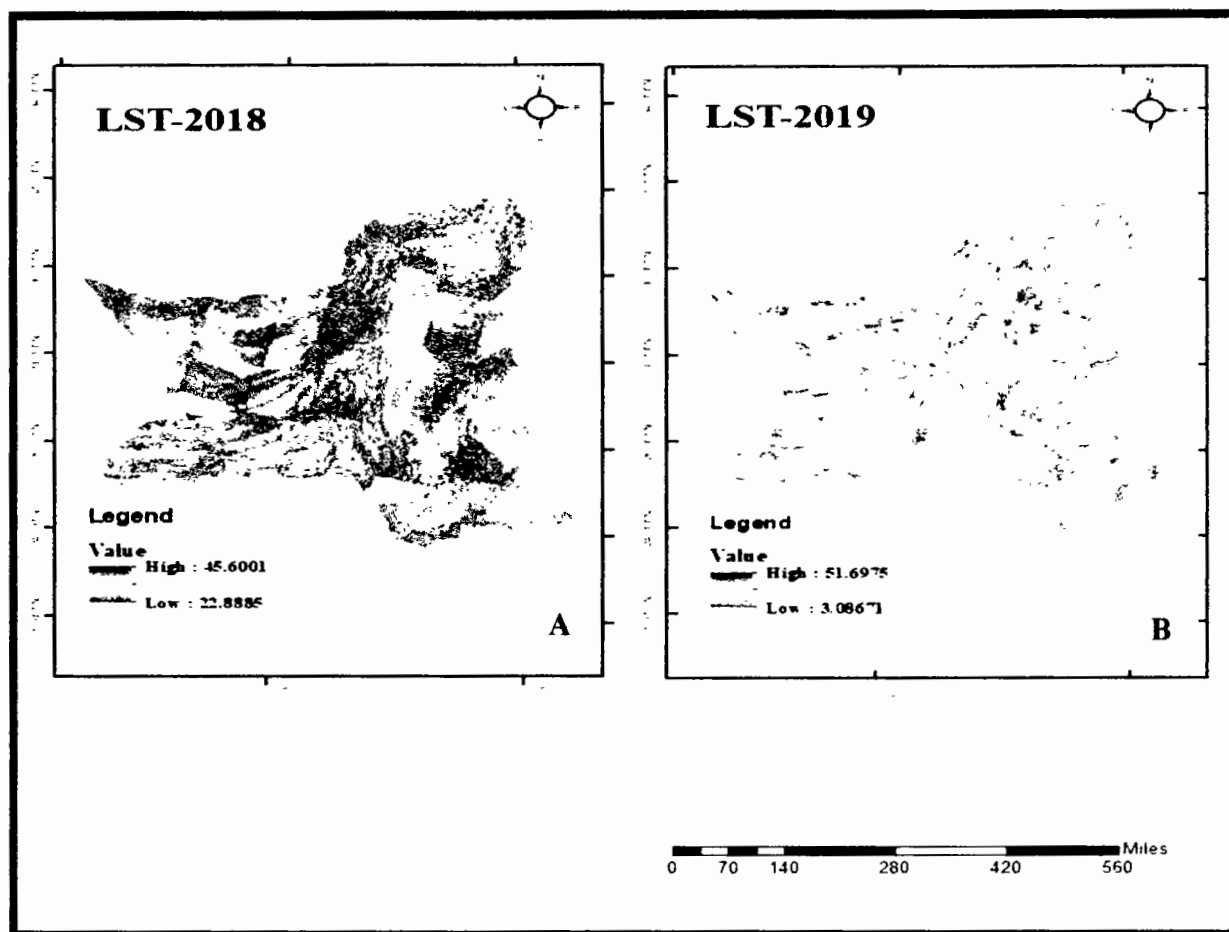 LST-2018
Legend
Value
High : 45.6001
Low : 22.8885
A
LST-2019
Legend
Value
High : 51.6975
Low : 3.08671
B
Miles
0 70 140 280 420 560